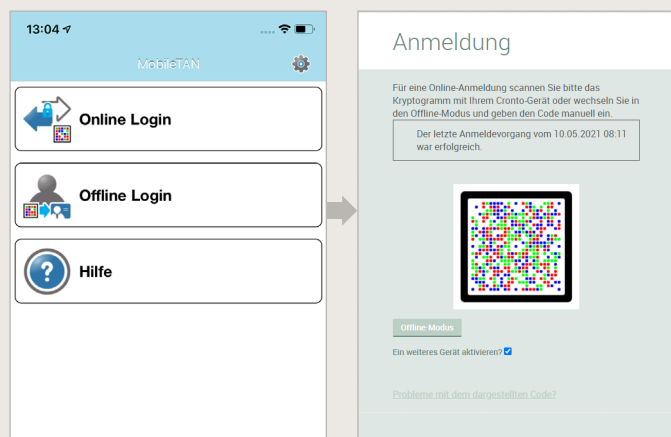 13:04
MobileTAN
Online Login
Offline Login
Hilfe
Anmeldung
Für eine Online-Anmeldung scannen Sie bitte das
Kryptogramm mit Ihrem Cronto-Gerät oder wechseln Sie in
den Offline-Modus und geben den Code manuell ein.
Der letzte Anmeldevorgang vom 10.05.2021 08:11
war erfolgreich.
Offline-Modus
Ein weiteres Gerät aktivieren?
Probleme mit dem dargestellten Code?